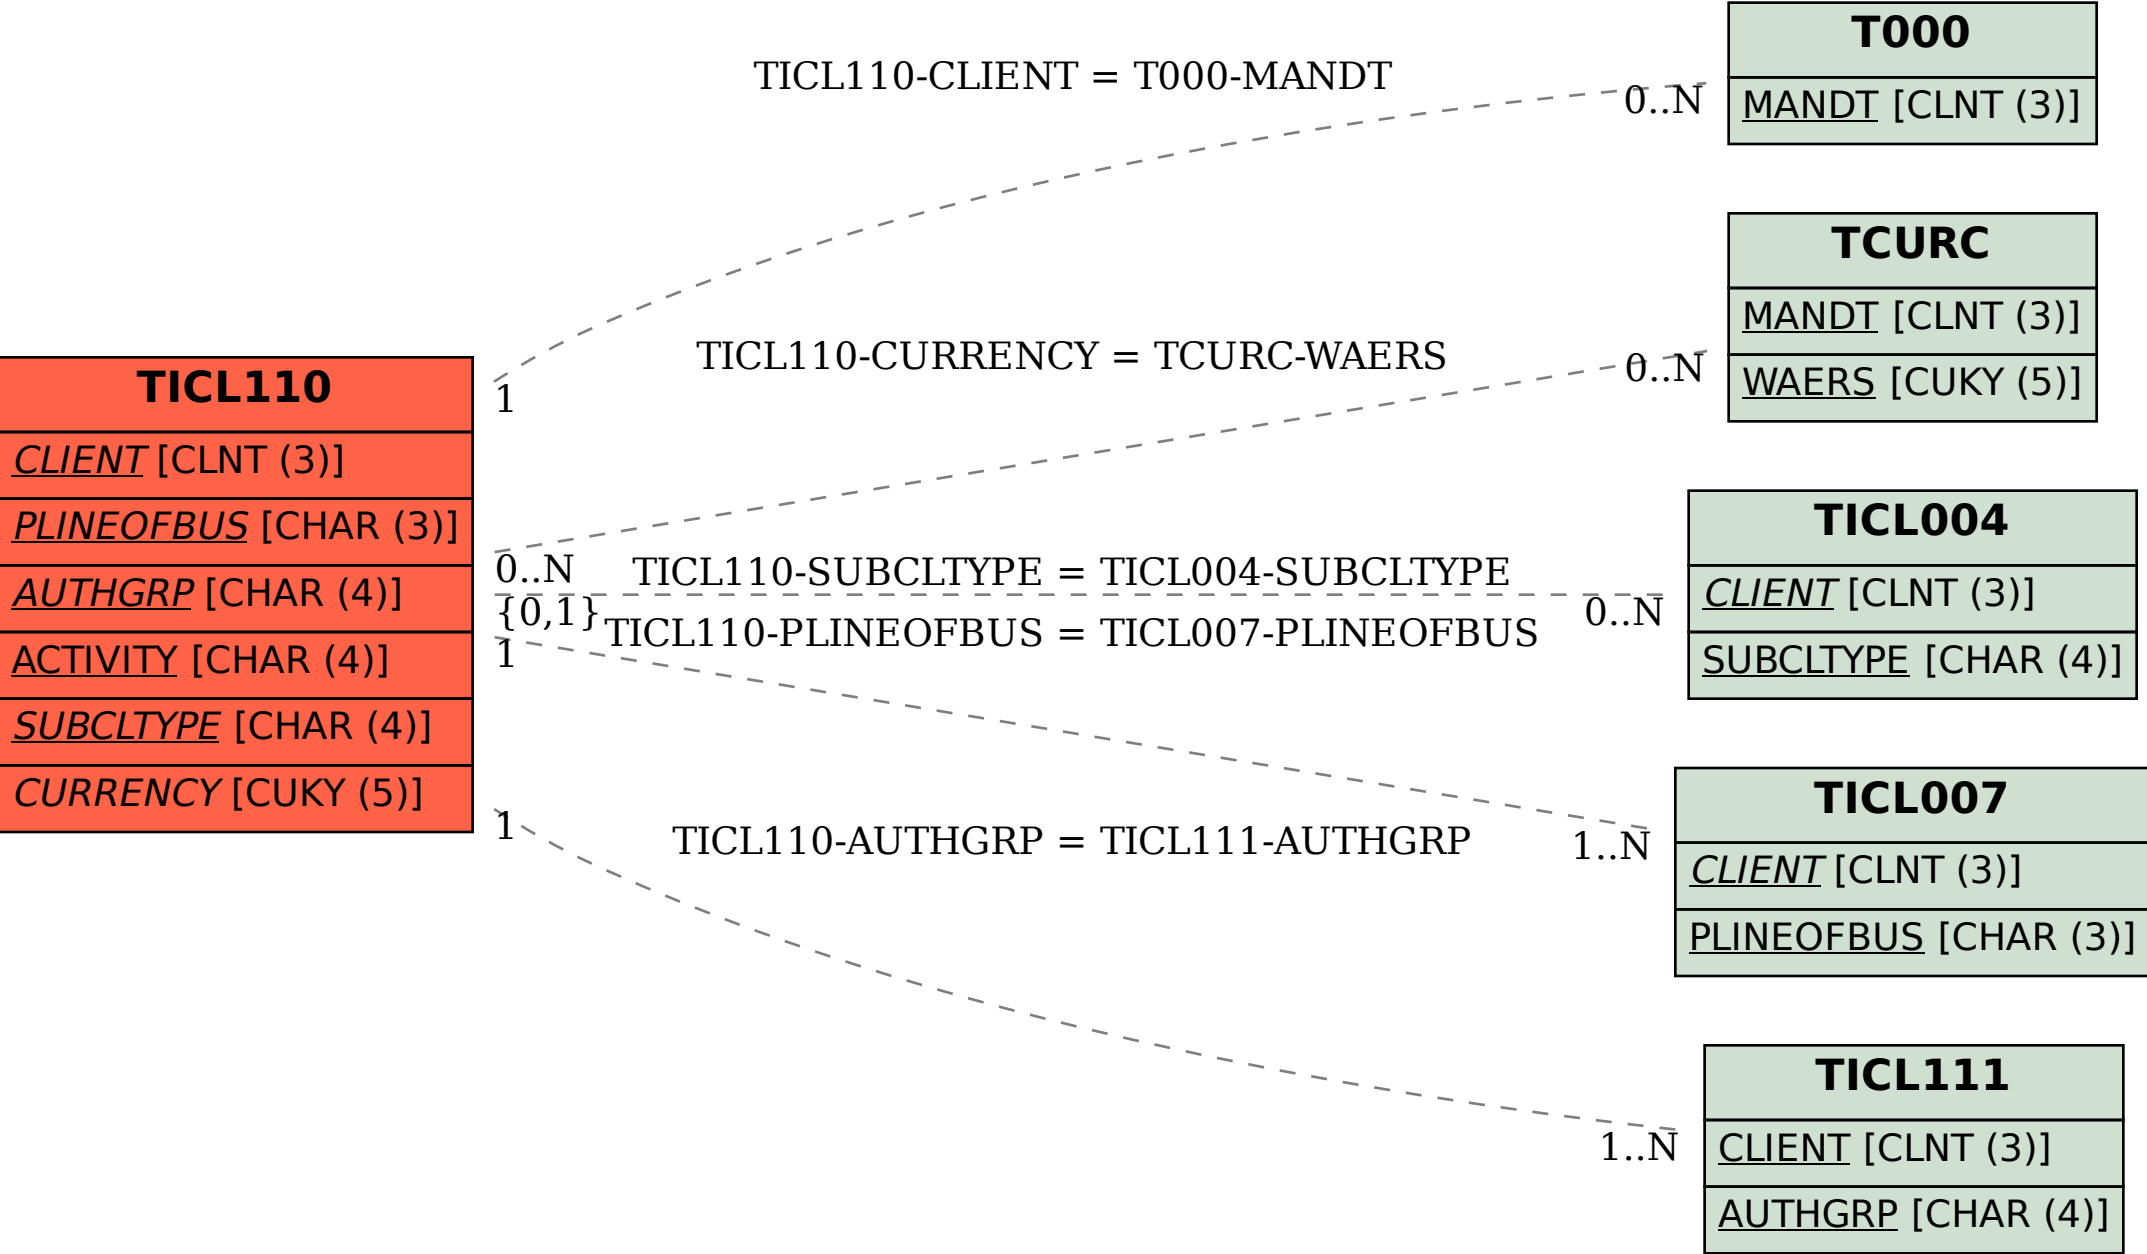 TICL110
CLIENT [CLNT (3)]
PLINEOFBUS [CHAR (3)]
AUTHGRP [CHAR (4)]
ACTIVITY [CHAR (4)]
SUBCLTYPE [CHAR (4)]
CURRENCY [CUKY (5)]
TICL110-CLIENT = T000-MANDT
1
0..N
TICL110-CURRENCY = TCURC-WAERS
0..N
0..N
TICL110-SUBCLTYPE = TICL004-SUBCLTYPE
{0,1}
0..N
TICL110-PLINEOFBUS = TICL007-PLINEOFBUS
1
1..N
TICL110-AUTHGRP = TICL111-AUTHGRP
1
1..N
T000
MANDT [CLNT (3)]
TCURC
MANDT [CLNT (3)]
WAERS [CUKY (5)]
TICL004
CLIENT [CLNT (3)]
SUBCLTYPE [CHAR (4)]
TICL007
CLIENT [CLNT (3)]
PLINEOFBUS [CHAR (3)]
TICL111
CLIENT [CLNT (3)]
AUTHGRP [CHAR (4)]